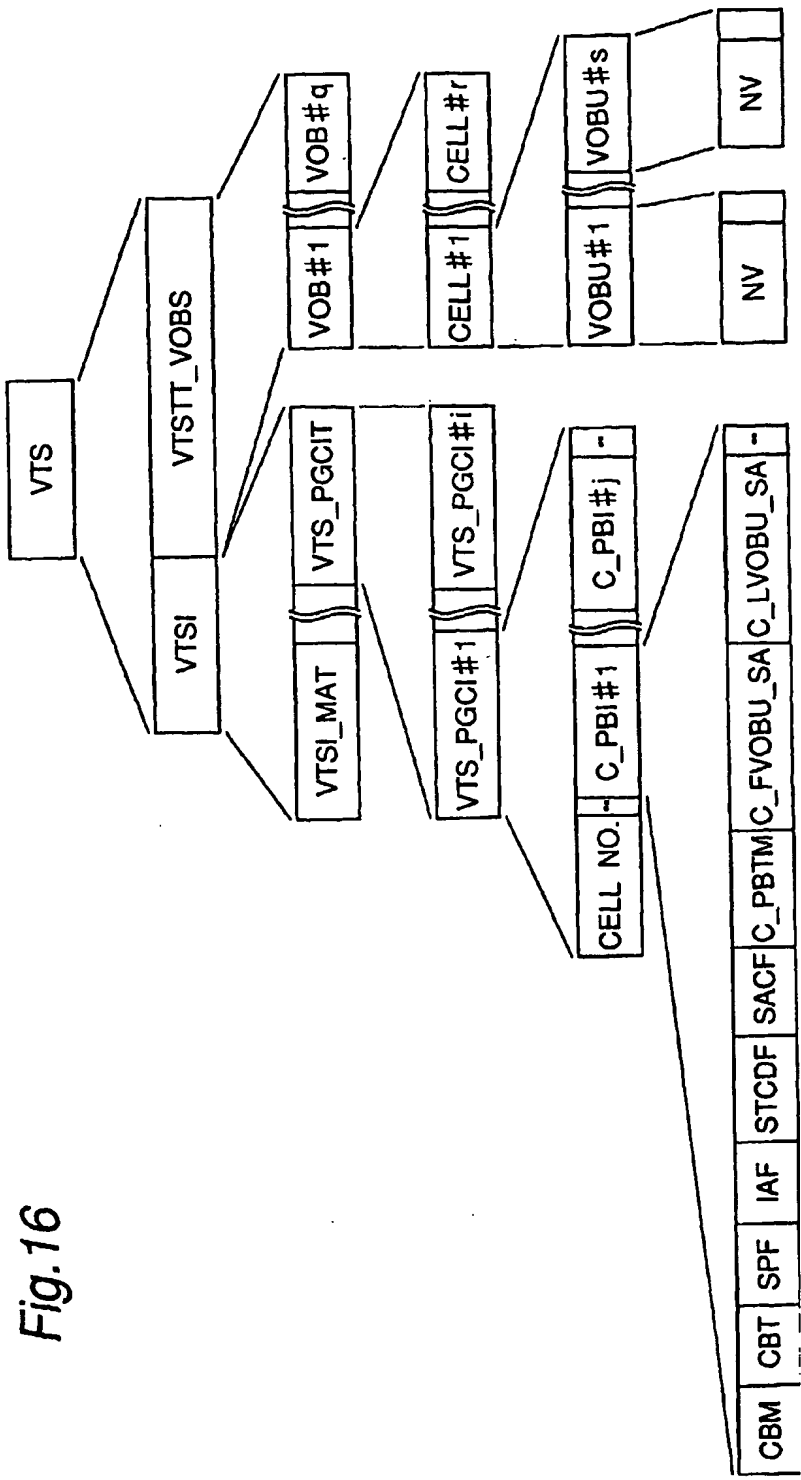 Fig.16
VTS
VTSI VTSTT_VOBS
VTSI_MAT VTS_PGCIT VOB#1 VOB#q
VTS_PGCI#1 VTS_PGCI#i CELL#1 CELL#r
CELL NO. -- C_PBI#1 C_PBI#j -- VOBU#1 VOBU#s
CBM CBT SPF IAF STCDF SACF C_PBTM C_FVOBU_SA C_LVOBU_SA -- NV NV